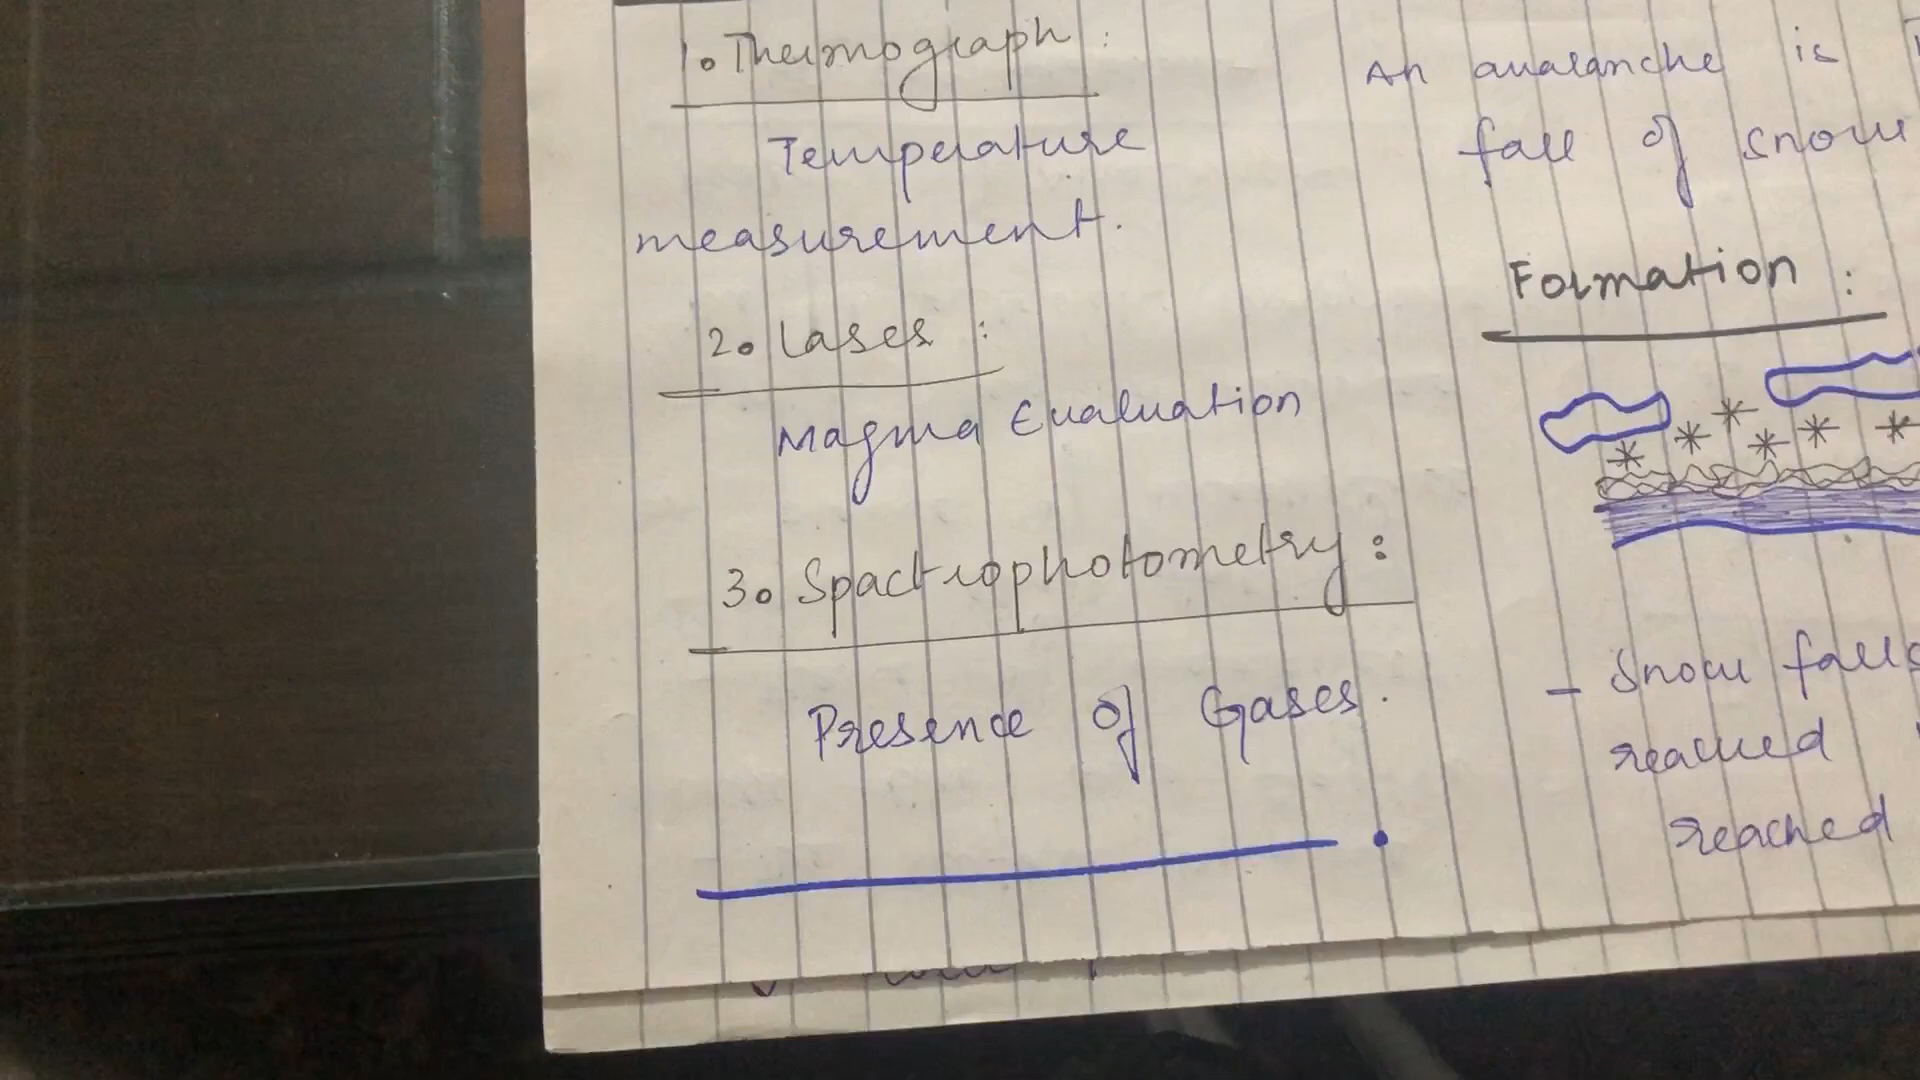 1. Thermograph :
Temperature
measurement.
2. Lases :
Magma Evaluation
3. Spactrophotometry :
Presence of Gases.
An avalanche is
fall of snow
Formation :
- Snow falls
reached
reached